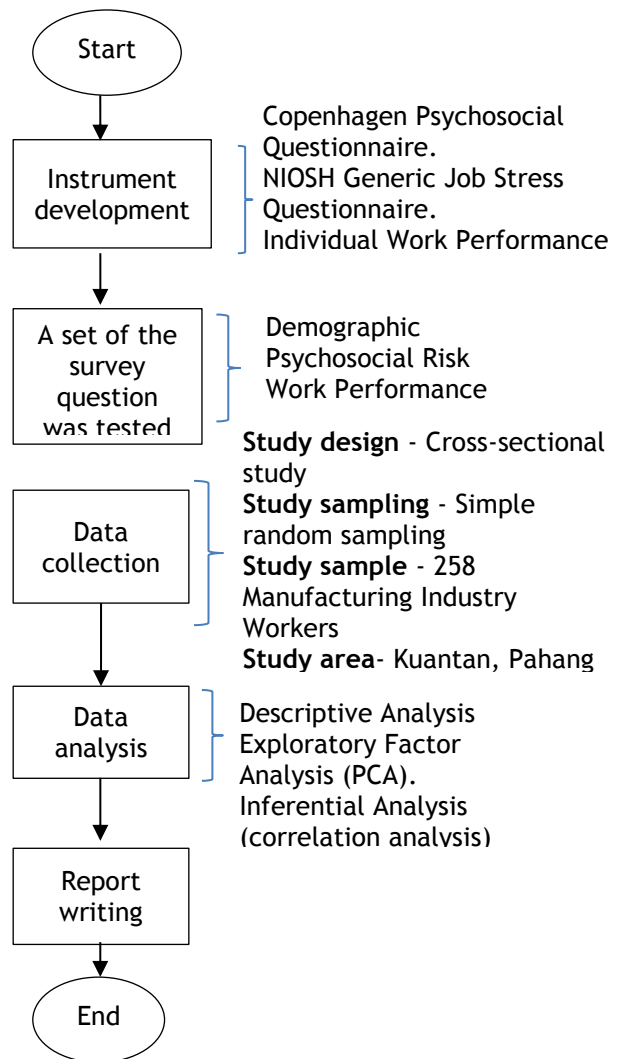 Start
Instrument
development
Copenhagen Psychosocial
Questionnaire.
NIOSH Generic Job Stress
Questionnaire.
Individual Work Performance
A set of the
survey
question
was tested
Demographic
Psychosocial Risk
Work Performance
Data
collection
Study design - Cross-sectional
study
Study sampling - Simple
random sampling
Study sample - 258
Manufacturing Industry
Workers
Study area- Kuantan, Pahang
Data
analysis
Descriptive Analysis
Exploratory Factor
Analysis (PCA).
Inferential Analysis
(correlation analysis)
Report
writing
End